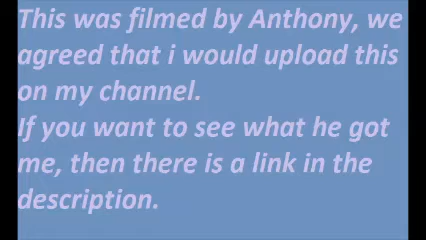 This was filmed by Anthony, we
agreed that i would upload this
on my channel.
If you want to see what he got
me, then there is a link in the
description.